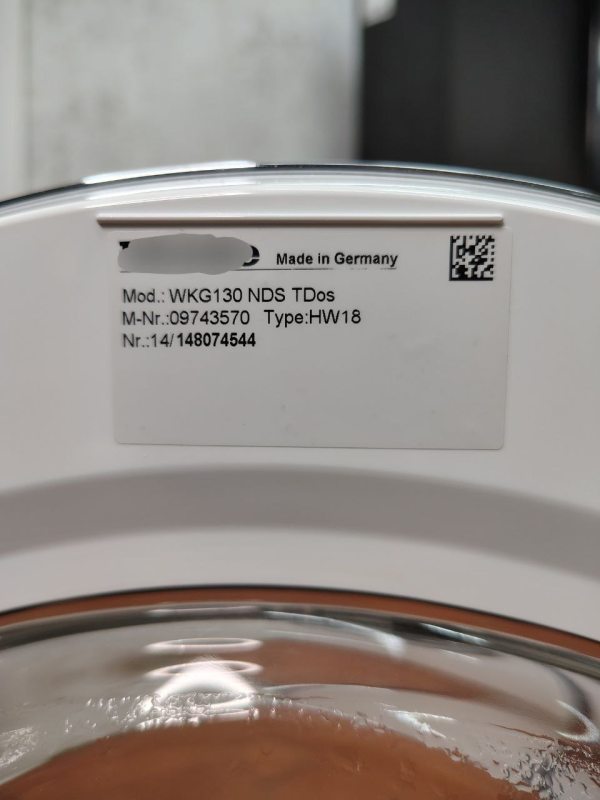 Made in Germany
Mod.: WKG130 NDS TDos
M-Nr.:09743570 Type:HW18
Nr.:14/148074544